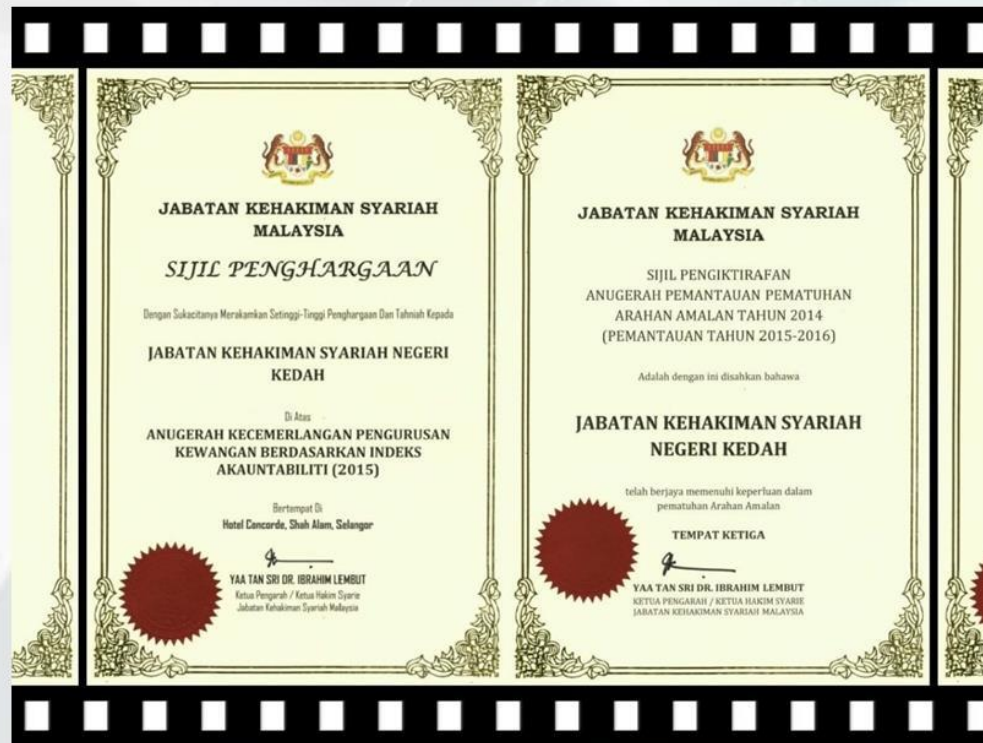 JABATAN KEHAKIMAN SYARIAH
MALAYSIA
SIJIL PENGHARGAAN
Dengan Sukacitanya Merakamkan Setinggi-Tinggi Penghargaan Dan Tahniah Kepada
JABATAN KEHAKIMAN SYARIAH NEGERI
KEDAH
Di Atas
ANUGERAH KECEMERLANGAN PENGURUSAN
KEWANGAN BERDASARKAN INDEKS
AKAUNTABILITI (2015)
Bertempat Di
Hotel Concorde, Shah Alam, Selangor
YAA TAN SRI DR. IBRAHIM LEMBUT
Ketua Pengarah / Ketua Hakim Syarie
Jabatan Kehakiman Syariah Malaysia
JABATAN KEHAKIMAN SYARIAH
MALAYSIA
SIJIL PENGIKTIRAFAN
ANUGERAH PEMANTAUAN PEMATUHAN
ARAHAN AMALAN TAHUN 2014
(PEMANTAUAN TAHUN 2015-2016)
Adalah dengan ini disahkan bahawa
JABATAN KEHAKIMAN SYARIAH
NEGERI KEDAH
telah berjaya memenuhi keperluan dalam
pematuhan Arahan Amalan
TEMPAT KETIGA
YAA TAN SRI DR. IBRAHIM LEMBUT
KETUA PENGARAH / KETUA HAKIM SYARIE
JABATAN KEHAKIMAN SYARIAH MALAYSIA